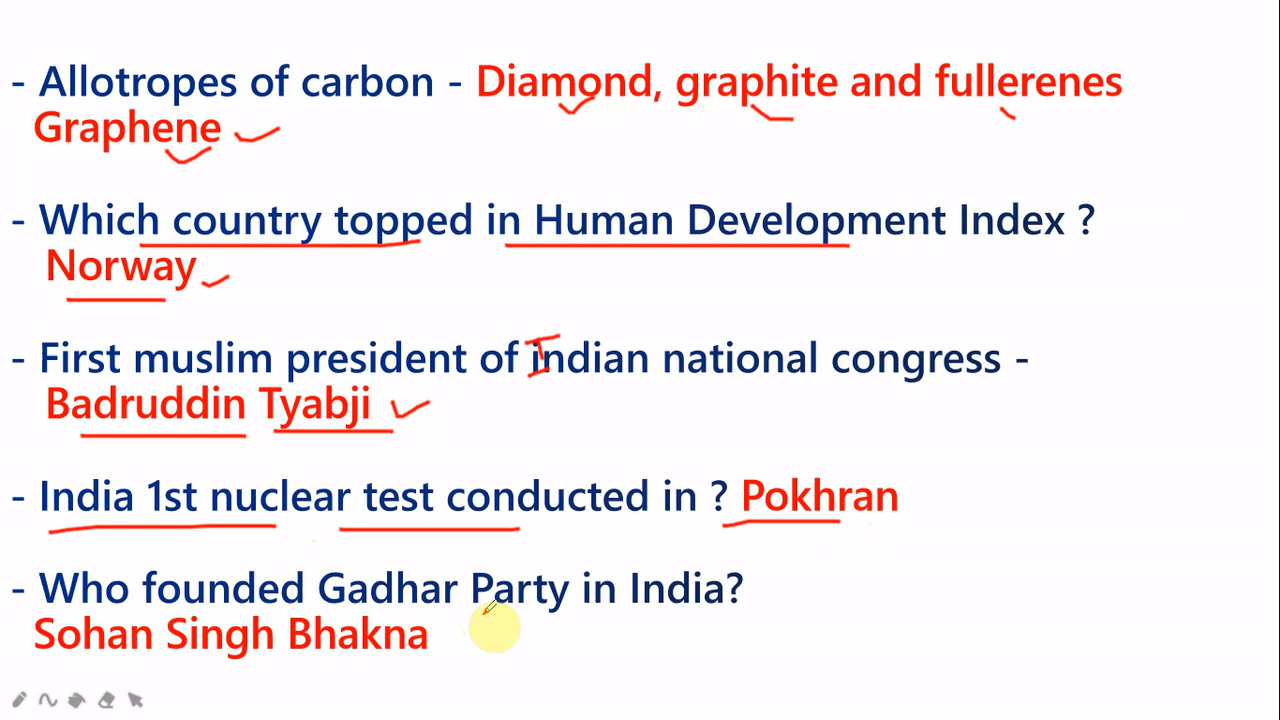 - Allotropes of carbon - Diamond, graphite and fullerenes
Graphene
- Which country topped in Human Development Index ?
Norway
- First muslim president of Indian national congress -
Badruddin Tyabji
- India 1st nuclear test conducted in ? Pokhran
- Who founded Gadhar Party in India?
Sohan Singh Bhakna